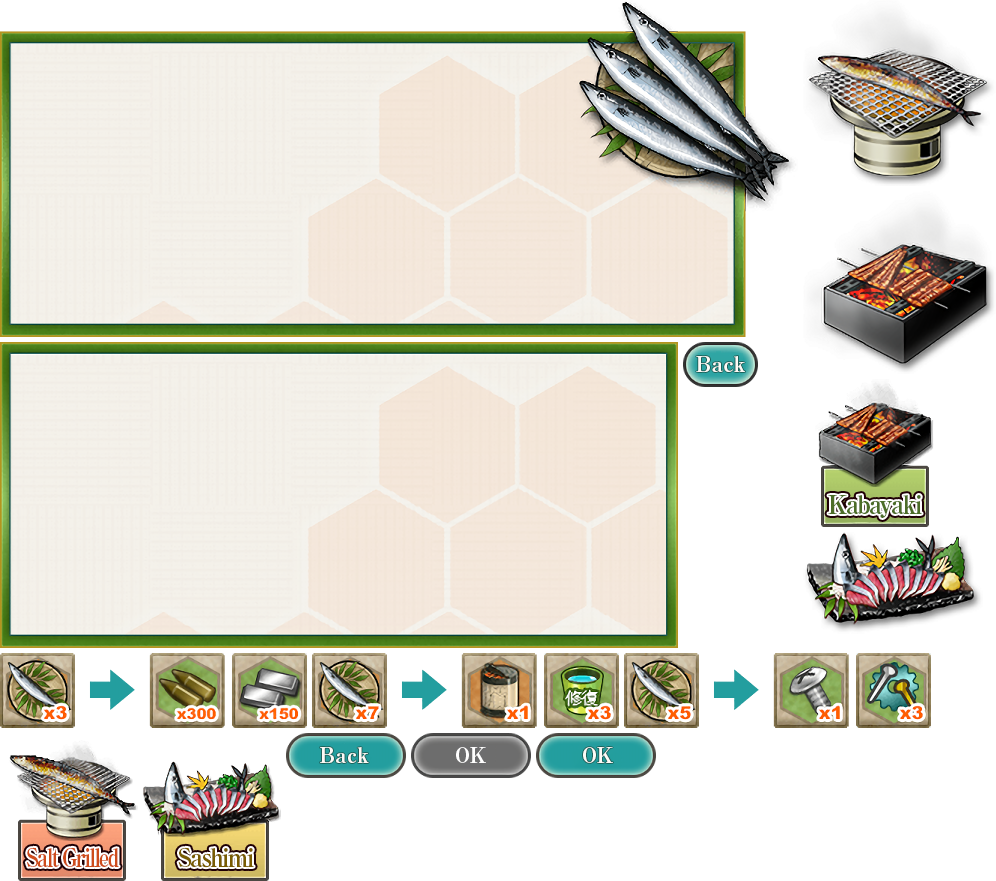 Back
Kabayaki
x3
x300
x150
x7
x1
修復
x3
x5
x1
x3
Back
OK
OK
Salt Grilled
Sashimi